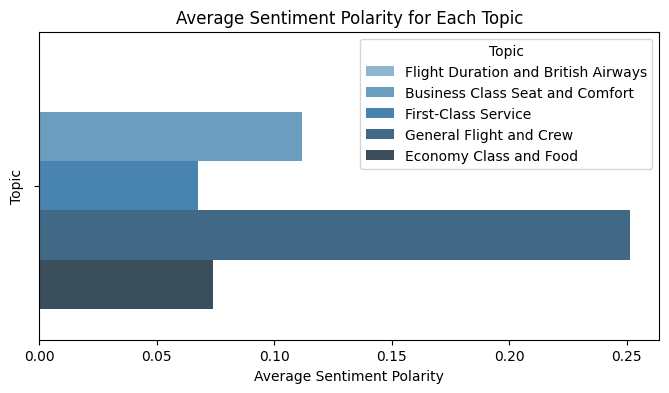 Average Sentiment Polarity for Each Topic
Topic
Flight Duration and British Airways
Business Class Seat and Comfort
First-Class Service
General Flight and Crew
Economy Class and Food
Topic
0.00 0.05 0.10 0.15 0.20 0.25
Average Sentiment Polarity